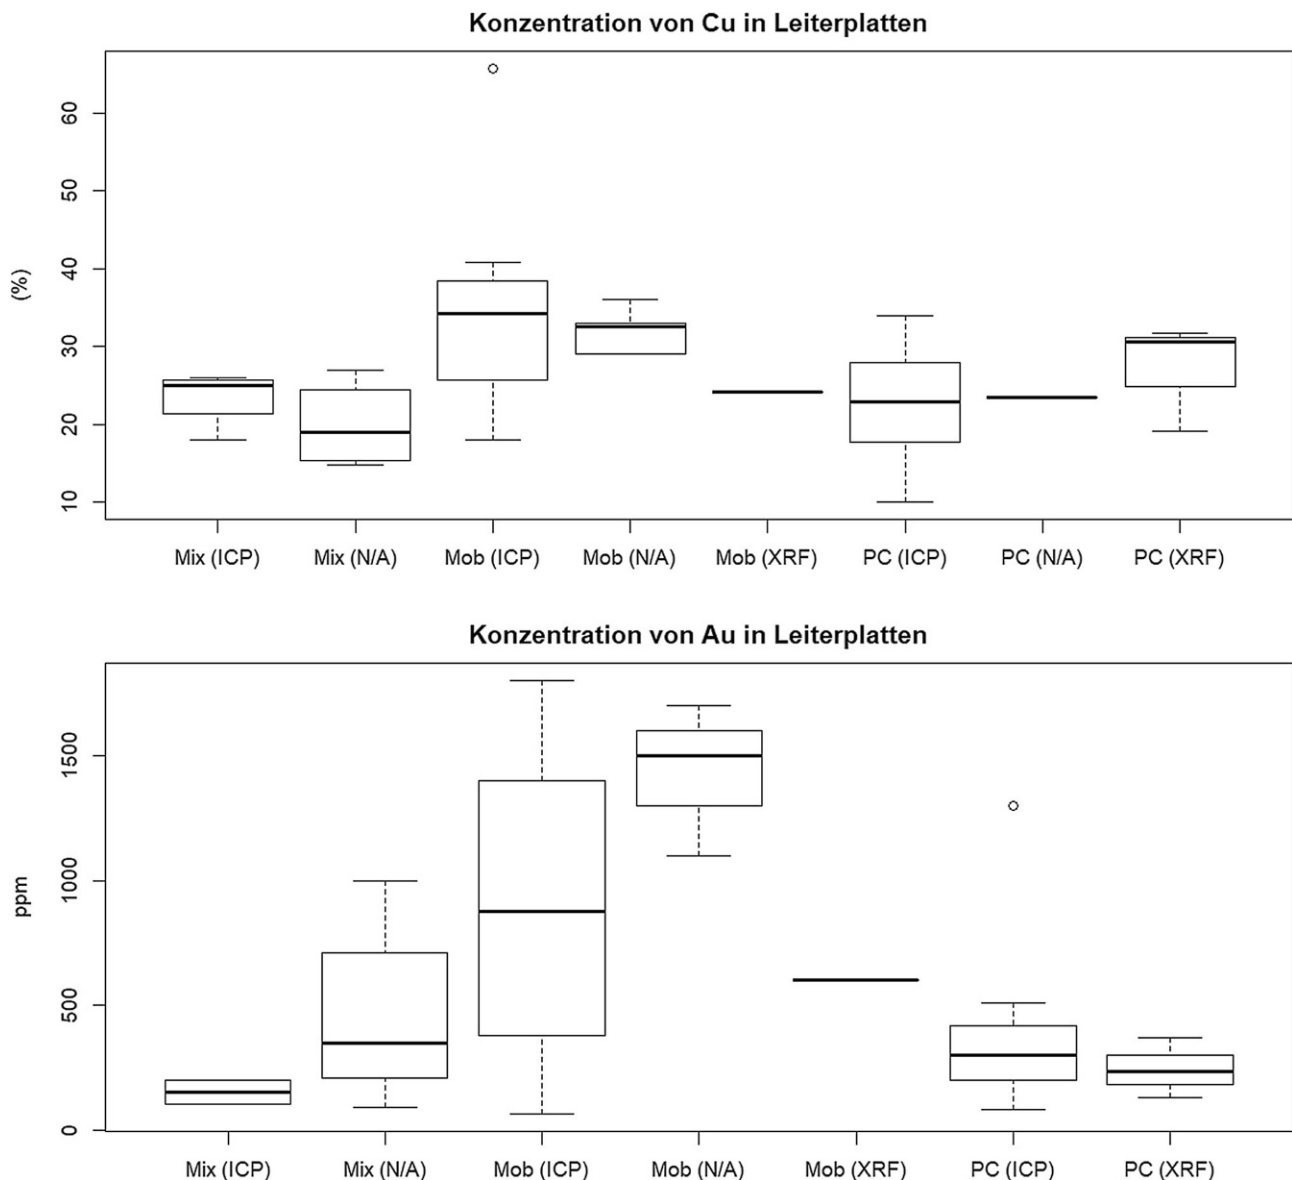 Konzentration von Cu in Leiterplatten
60
50
40
30
20
10
(%)
Mix (ICP) Mix (N/A) Mob (ICP) Mob (N/A) Mob (XRF) PC (ICP) PC (N/A) PC (XRF)
Konzentration von Au in Leiterplatten
1500
1000
500
0
ppm
Mix (ICP) Mix (N/A) Mob (ICP) Mob (N/A) Mob (XRF) PC (ICP) PC (XRF)